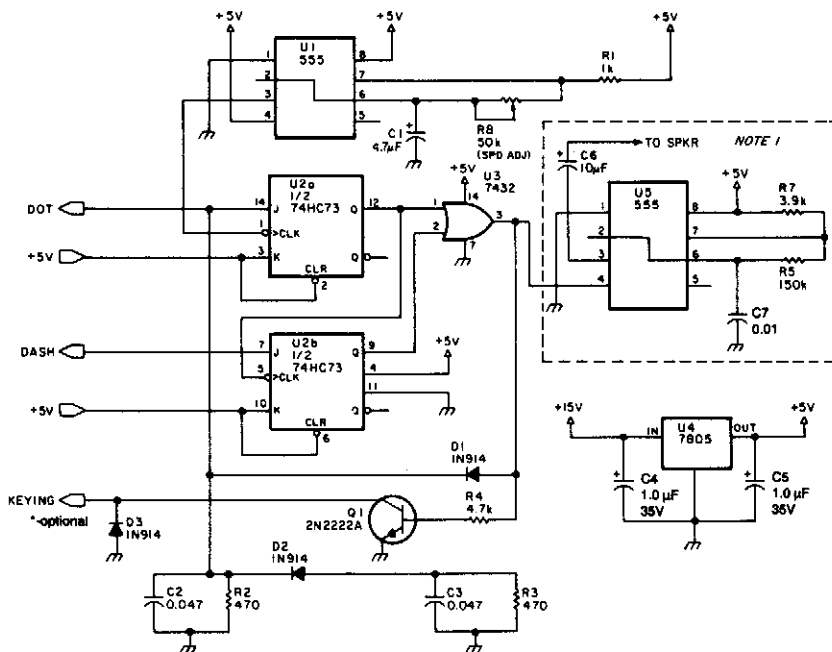 +5V +5V +5V
U1
555
1 2 3 4
8 7 6 5
R1
1k
C1
4.7µF
+
R8
50k
(SPD ADJ)
NOTE 1
TO SPKR
+
C6
10µF
U5
555
1 2 3 4
8 7 6 5
+5V
R7
3.9k
R5
150k
C7
0.01
+5V
U3
7432
14
1
2
3
7
DOT
14 J U2a Q 12
1/2
74HC73
1 >CLK
+5V
3 K Q
CLR
2
DASH
7 J U2b Q 9
1/2
74HC73
5 >CLK
4
+5V
11
+5V
10 K Q
CLR
6
D1
1N914
+15V
IN U4 OUT
7805
+5V
+
C4
1.0 µF
35V
+
C5
1.0 µF
35V
KEYING
*-optional
D3
1N914
Q1
2N2222A
R4
4.7k
D2
1N914
C2
0.047
R2
470
C3
0.047
R3
470